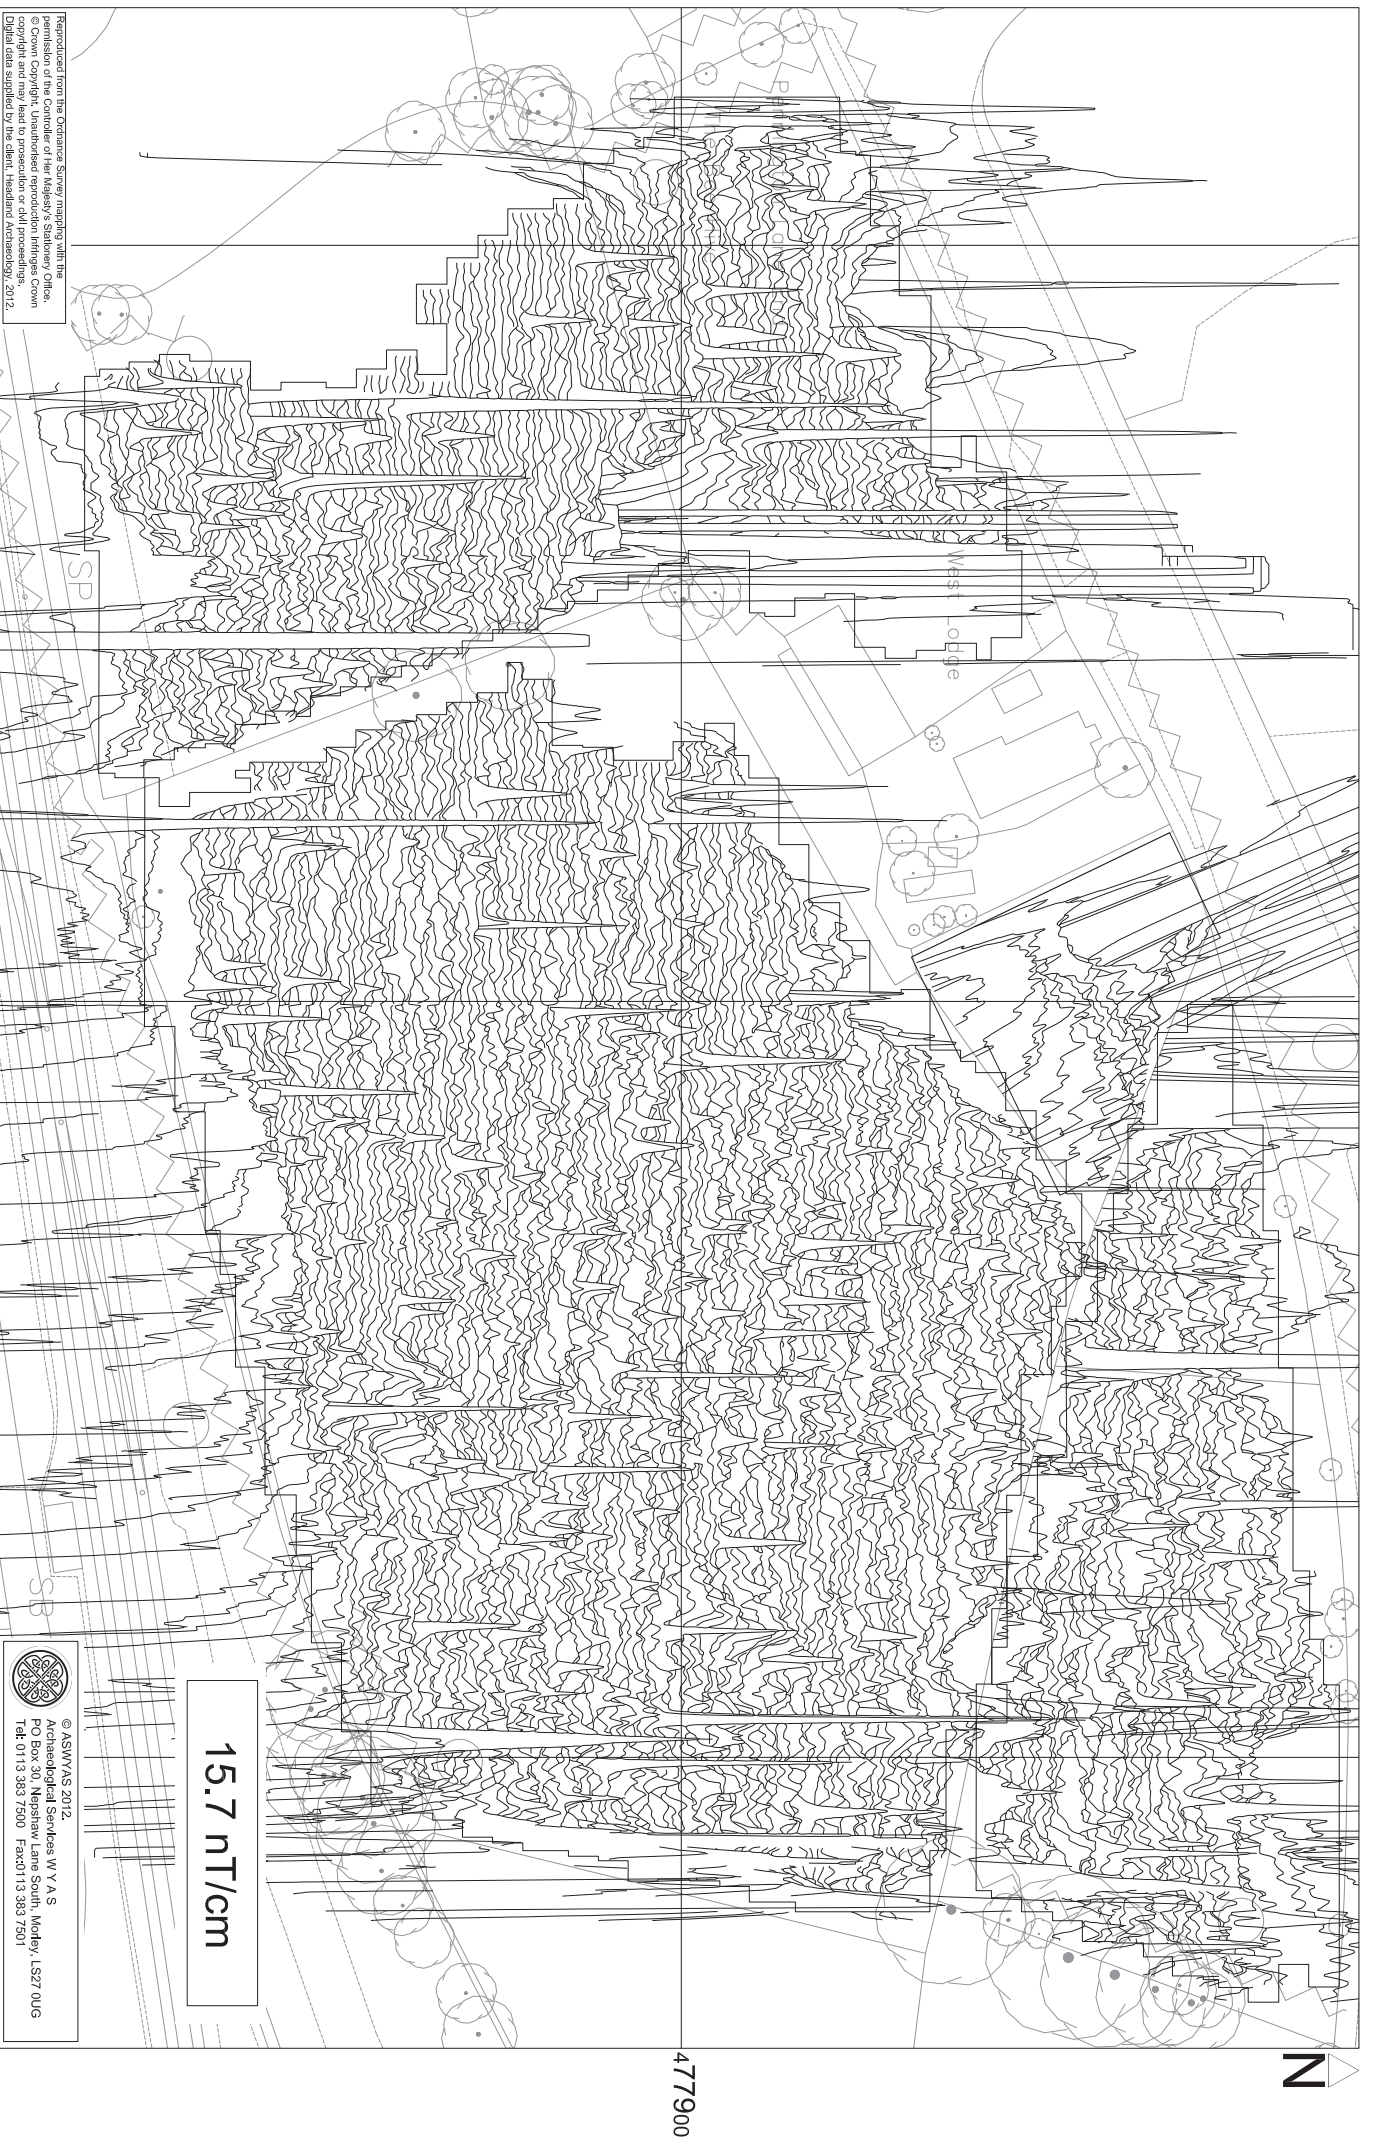 Reproduced from the Ordnance Survey mapping with the
permission of the Controller of Her Majesty's Stationery Office.
© Crown Copyright. Unauthorised reproduction infringes Crown
copyright and may lead to prosecution or civil proceedings.
Digital data supplied by the client. Headland Archaeology, 2012.
West Lodge
SP
SB
15.7 nT/cm
© ASWYAS 2012.
Archaeological Services W Y A S
PO Box 30, Nepshaw Lane South, Morley, LS27 0UG
Tel: 0113 383 7500 Fax:0113 383 7501
477900
N